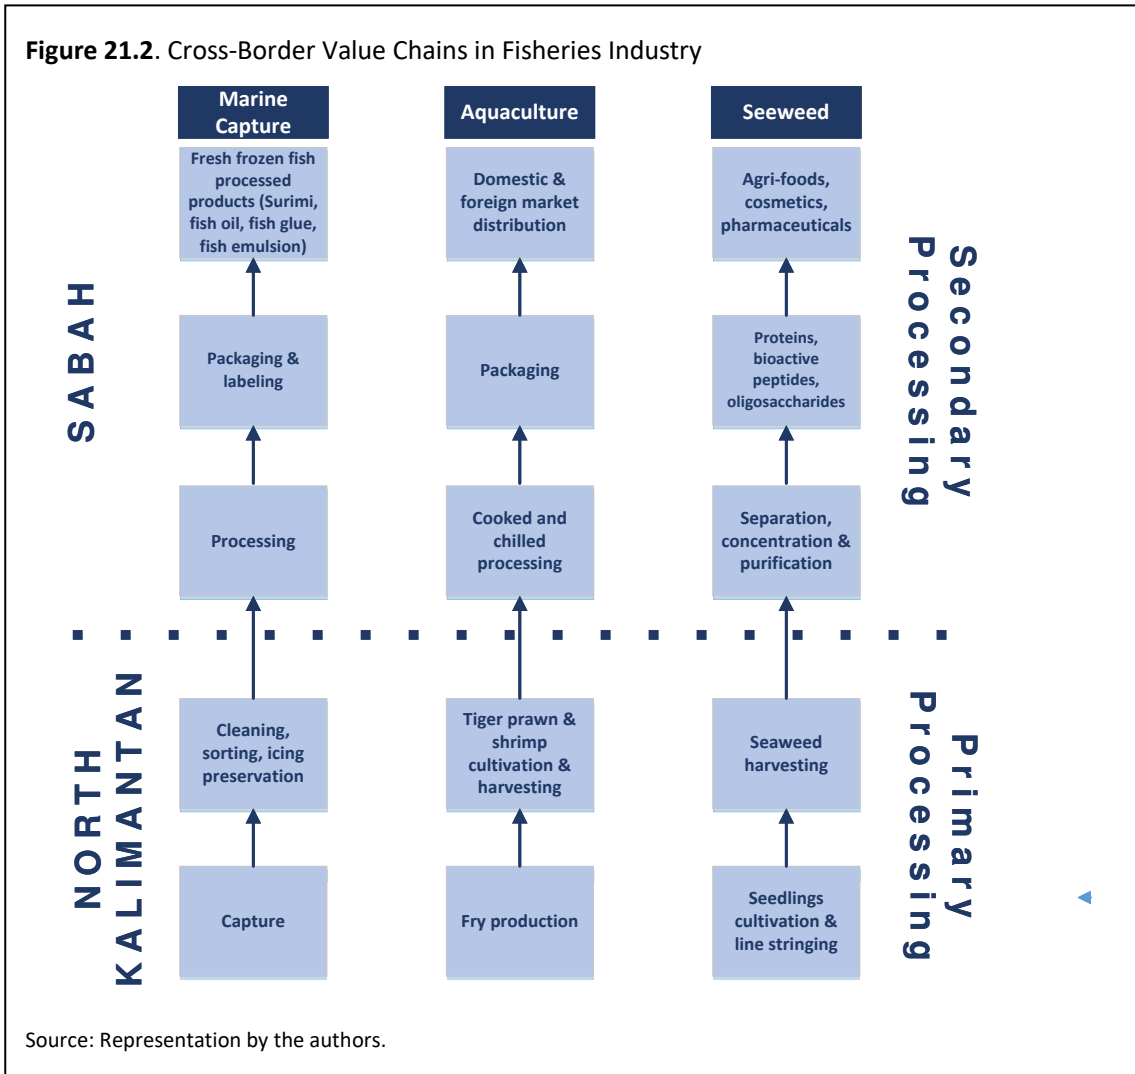 Figure 21.2. Cross-Border Value Chains in Fisheries Industry
Marine
Capture
Aquaculture
Seeweed
Fresh frozen fish
processed
products (Surimi,
fish oil, fish glue,
fish emulsion)
Domestic &
foreign market
distribution
Agri-foods,
cosmetics,
pharmaceuticals
SABAH
Secondary
Processing
Packaging &
labeling
Packaging
Proteins,
bioactive
peptides,
oligosaccharides
Processing
Cooked and
chilled
processing
Separation,
concentration &
purification
NORTH
KALIMANTAN
Primary
Processing
Cleaning,
sorting, icing
preservation
Tiger prawn &
shrimp
cultivation &
harvesting
Seaweed
harvesting
Capture
Fry production
Seedlings
cultivation &
line stringing
Source: Representation by the authors.